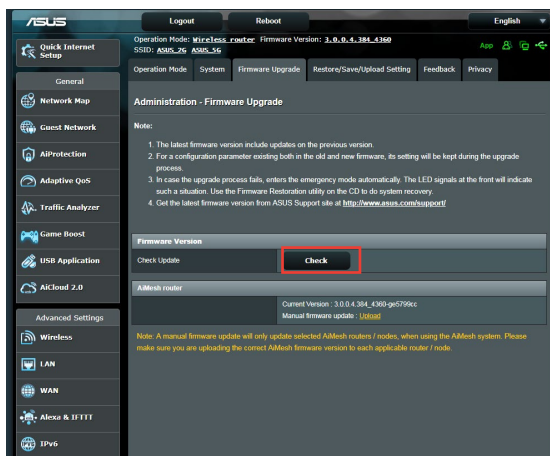 ASUS
Logout
Reboot
English
Quick Internet
Setup
Operation Mode: Wireless router Firmware Version: 3.0.0.4.384_4360
SSID: ASUS_2G ASUS_5G
App
Operation Mode System Firmware Upgrade Restore/Save/Upload Setting Feedback Privacy
General
Network Map
Guest Network
AiProtection
Adaptive QoS
Traffic Analyzer
Game Boost
USB Application
AiCloud 2.0
Advanced Settings
Wireless
LAN
WAN
Alexa & IFTTT
IPv6
Administration - Firmware Upgrade
Note:
1. The latest firmware version include updates on the previous version.
2. For a configuration parameter existing both in the old and new firmware, its setting will be kept during the upgrade
process.
3. In case the upgrade process fails, enters the emergency mode automatically. The LED signals at the front will indicate
such a situation. Use the Firmware Restoration utility on the CD to do system recovery.
4. Get the latest firmware version from ASUS Support site at http://www.asus.com/support/
Firmware Version
Check Update
Check
AiMesh router
Current Version : 3.0.0.4.384_4360-ge5799cc
Manual firmware update : Upload
Note: A manual firmware update will only update selected AiMesh routers / nodes, when using the AiMesh system. Please
make sure you are uploading the correct AiMesh firmware version to each applicable router / node.